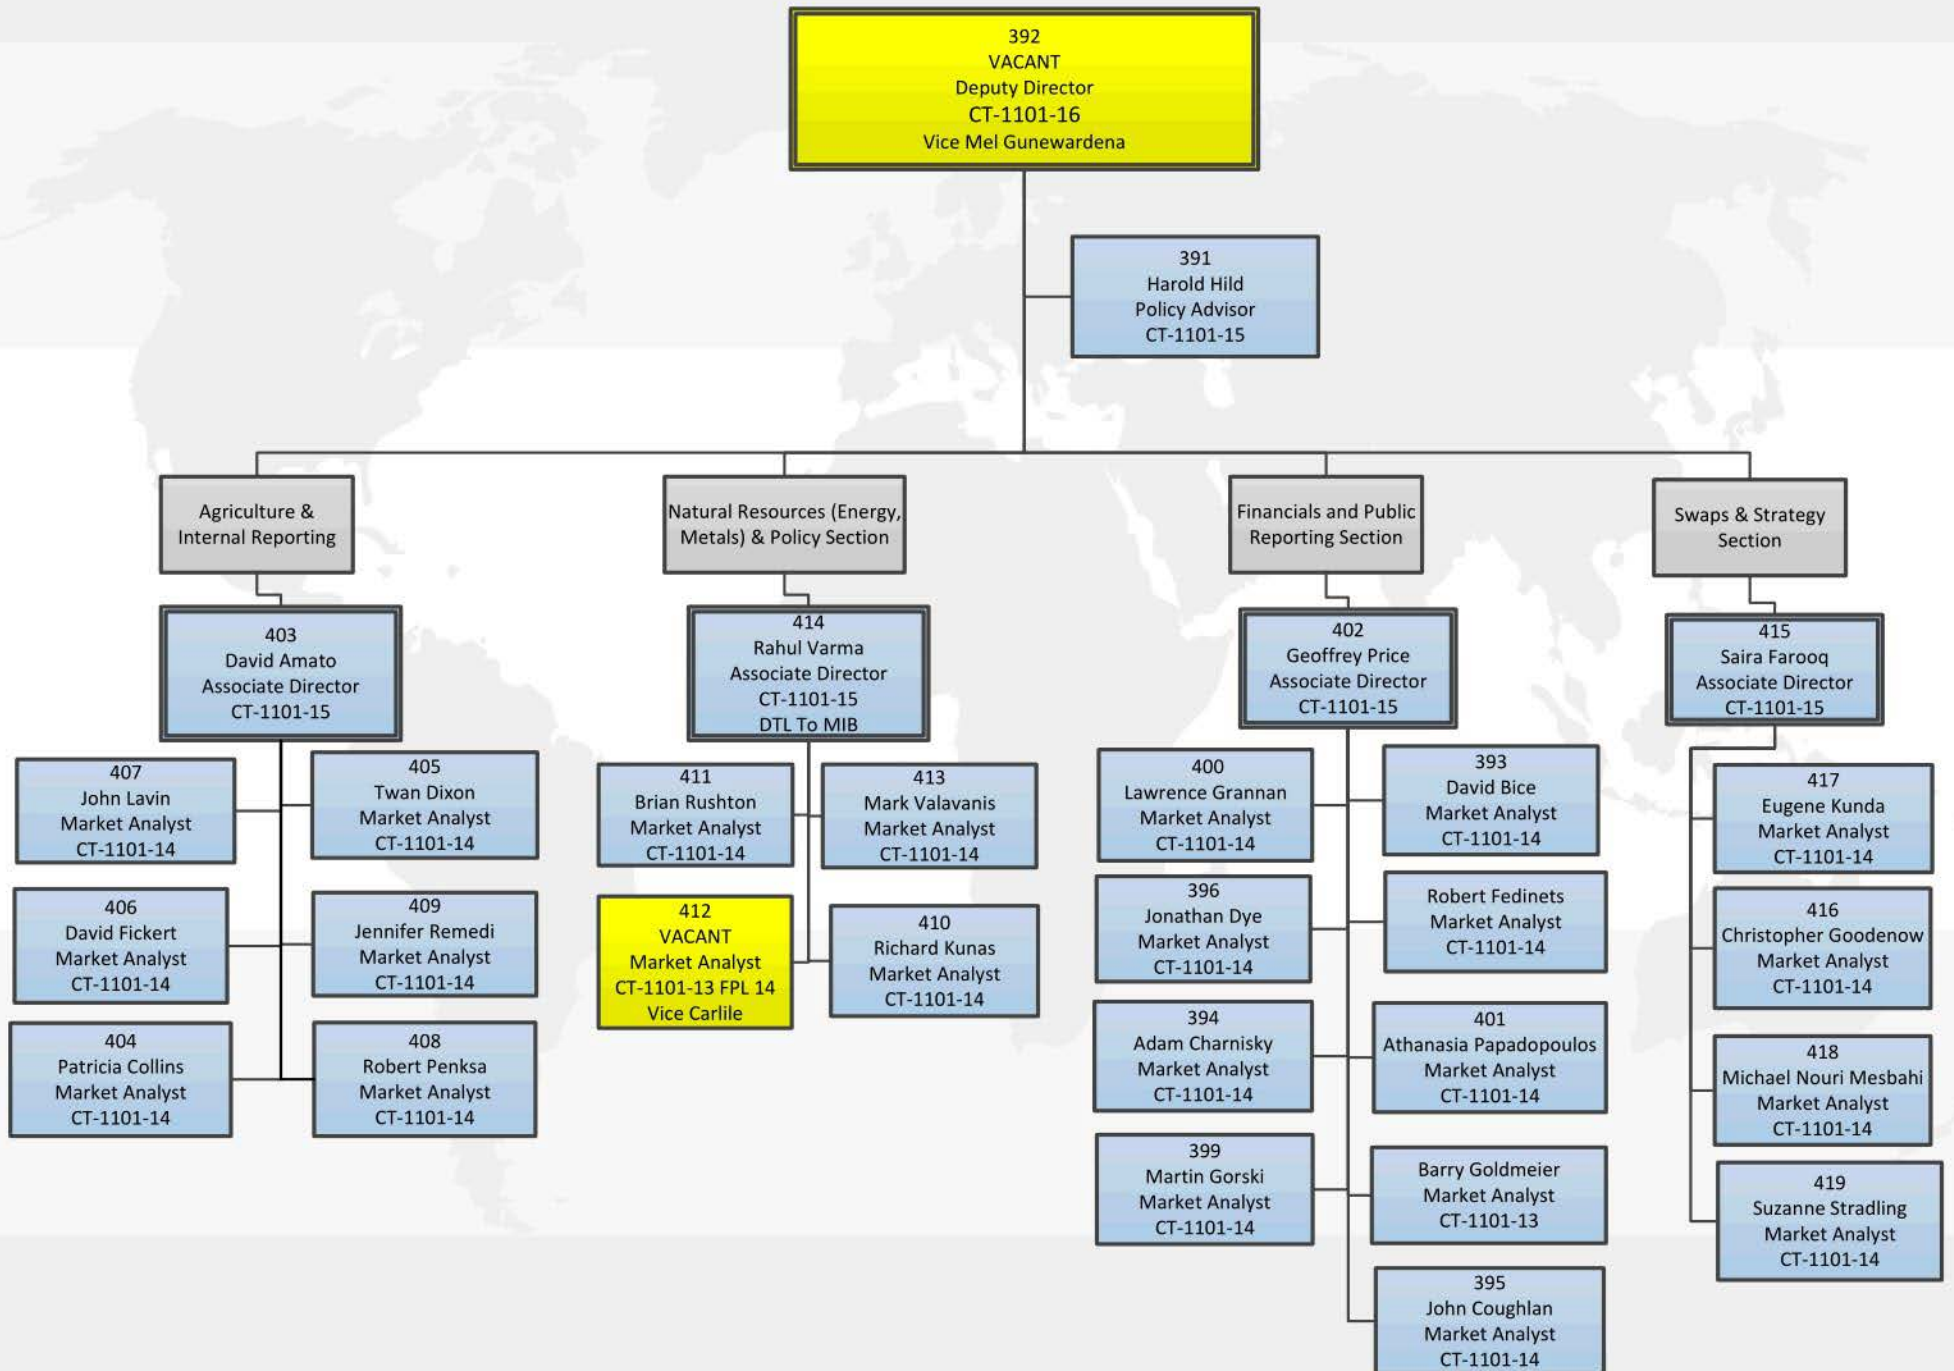 392
VACANT
Deputy Director
CT-1101-16
Vice Mel Gunewardena
391
Harold Hild
Policy Advisor
CT-1101-15
Agriculture &
Internal Reporting
Natural Resources (Energy,
Metals) & Policy Section
Financials and Public
Reporting Section
Swaps & Strategy
Section
403
David Amato
Associate Director
CT-1101-15
414
Rahul Varma
Associate Director
CT-1101-15
DTL To MIB
402
Geoffrey Price
Associate Director
CT-1101-15
415
Saira Farooq
Associate Director
CT-1101-15
407
John Lavin
Market Analyst
CT-1101-14
405
Twan Dixon
Market Analyst
CT-1101-14
406
David Fickert
Market Analyst
CT-1101-14
409
Jennifer Remedi
Market Analyst
CT-1101-14
404
Patricia Collins
Market Analyst
CT-1101-14
408
Robert Penksa
Market Analyst
CT-1101-14
411
Brian Rushton
Market Analyst
CT-1101-14
413
Mark Valavanis
Market Analyst
CT-1101-14
412
VACANT
Market Analyst
CT-1101-13 FPL 14
Vice Carlile
410
Richard Kunas
Market Analyst
CT-1101-14
400
Lawrence Grannan
Market Analyst
CT-1101-14
393
David Bice
Market Analyst
CT-1101-14
396
Jonathan Dye
Market Analyst
CT-1101-14
Robert Fedinets
Market Analyst
CT-1101-14
394
Adam Charnisky
Market Analyst
CT-1101-14
401
Athanasia Papadopoulos
Market Analyst
CT-1101-14
399
Martin Gorski
Market Analyst
CT-1101-14
Barry Goldmeier
Market Analyst
CT-1101-13
395
John Coughlan
Market Analyst
CT-1101-14
417
Eugene Kunda
Market Analyst
CT-1101-14
416
Christopher Goodenow
Market Analyst
CT-1101-14
418
Michael Nouri Mesbahi
Market Analyst
CT-1101-14
419
Suzanne Stradling
Market Analyst
CT-1101-14